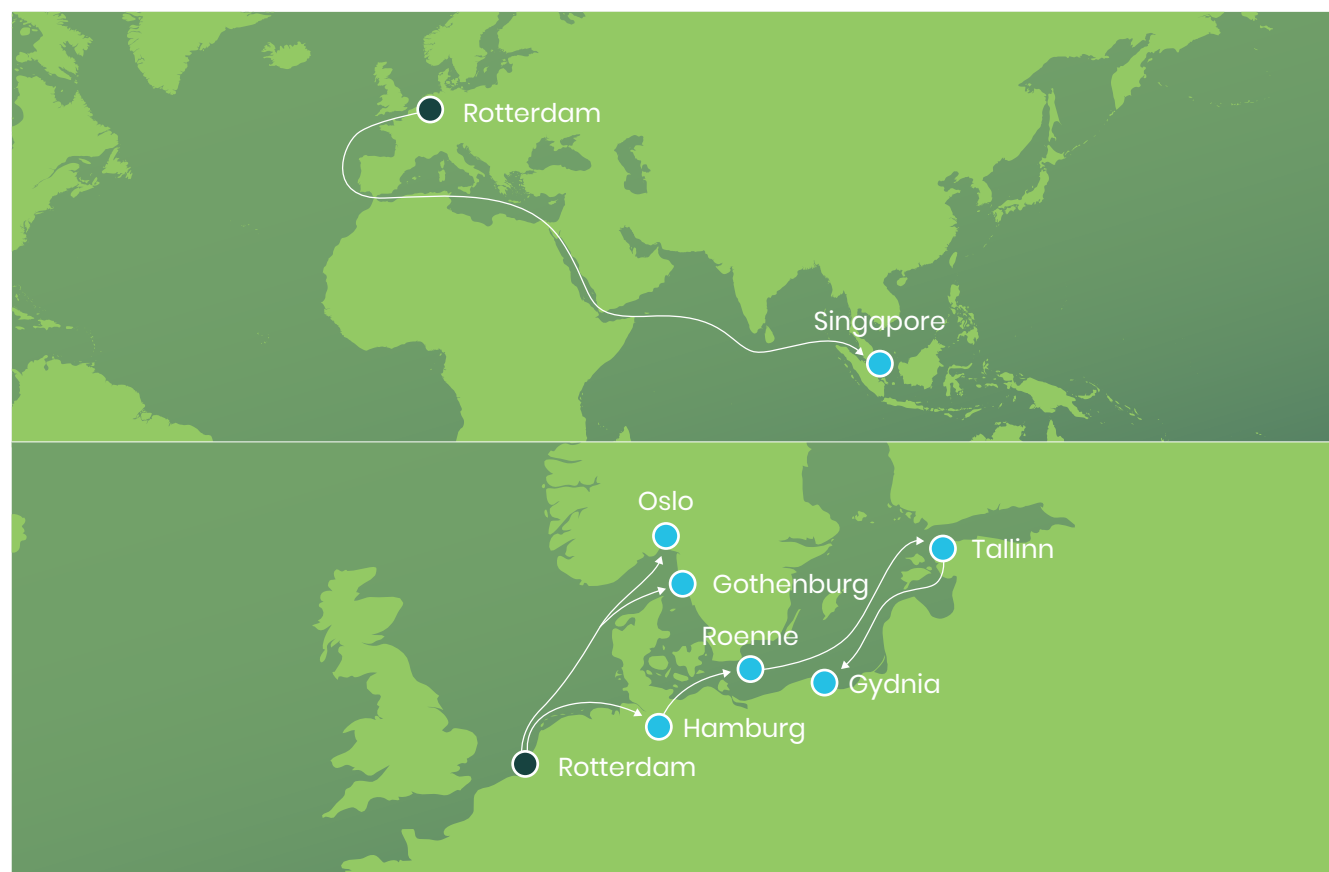 Rotterdam
Singapore
Oslo
Tallinn
Gothenburg
Roenne
Gydnia
Hamburg
Rotterdam